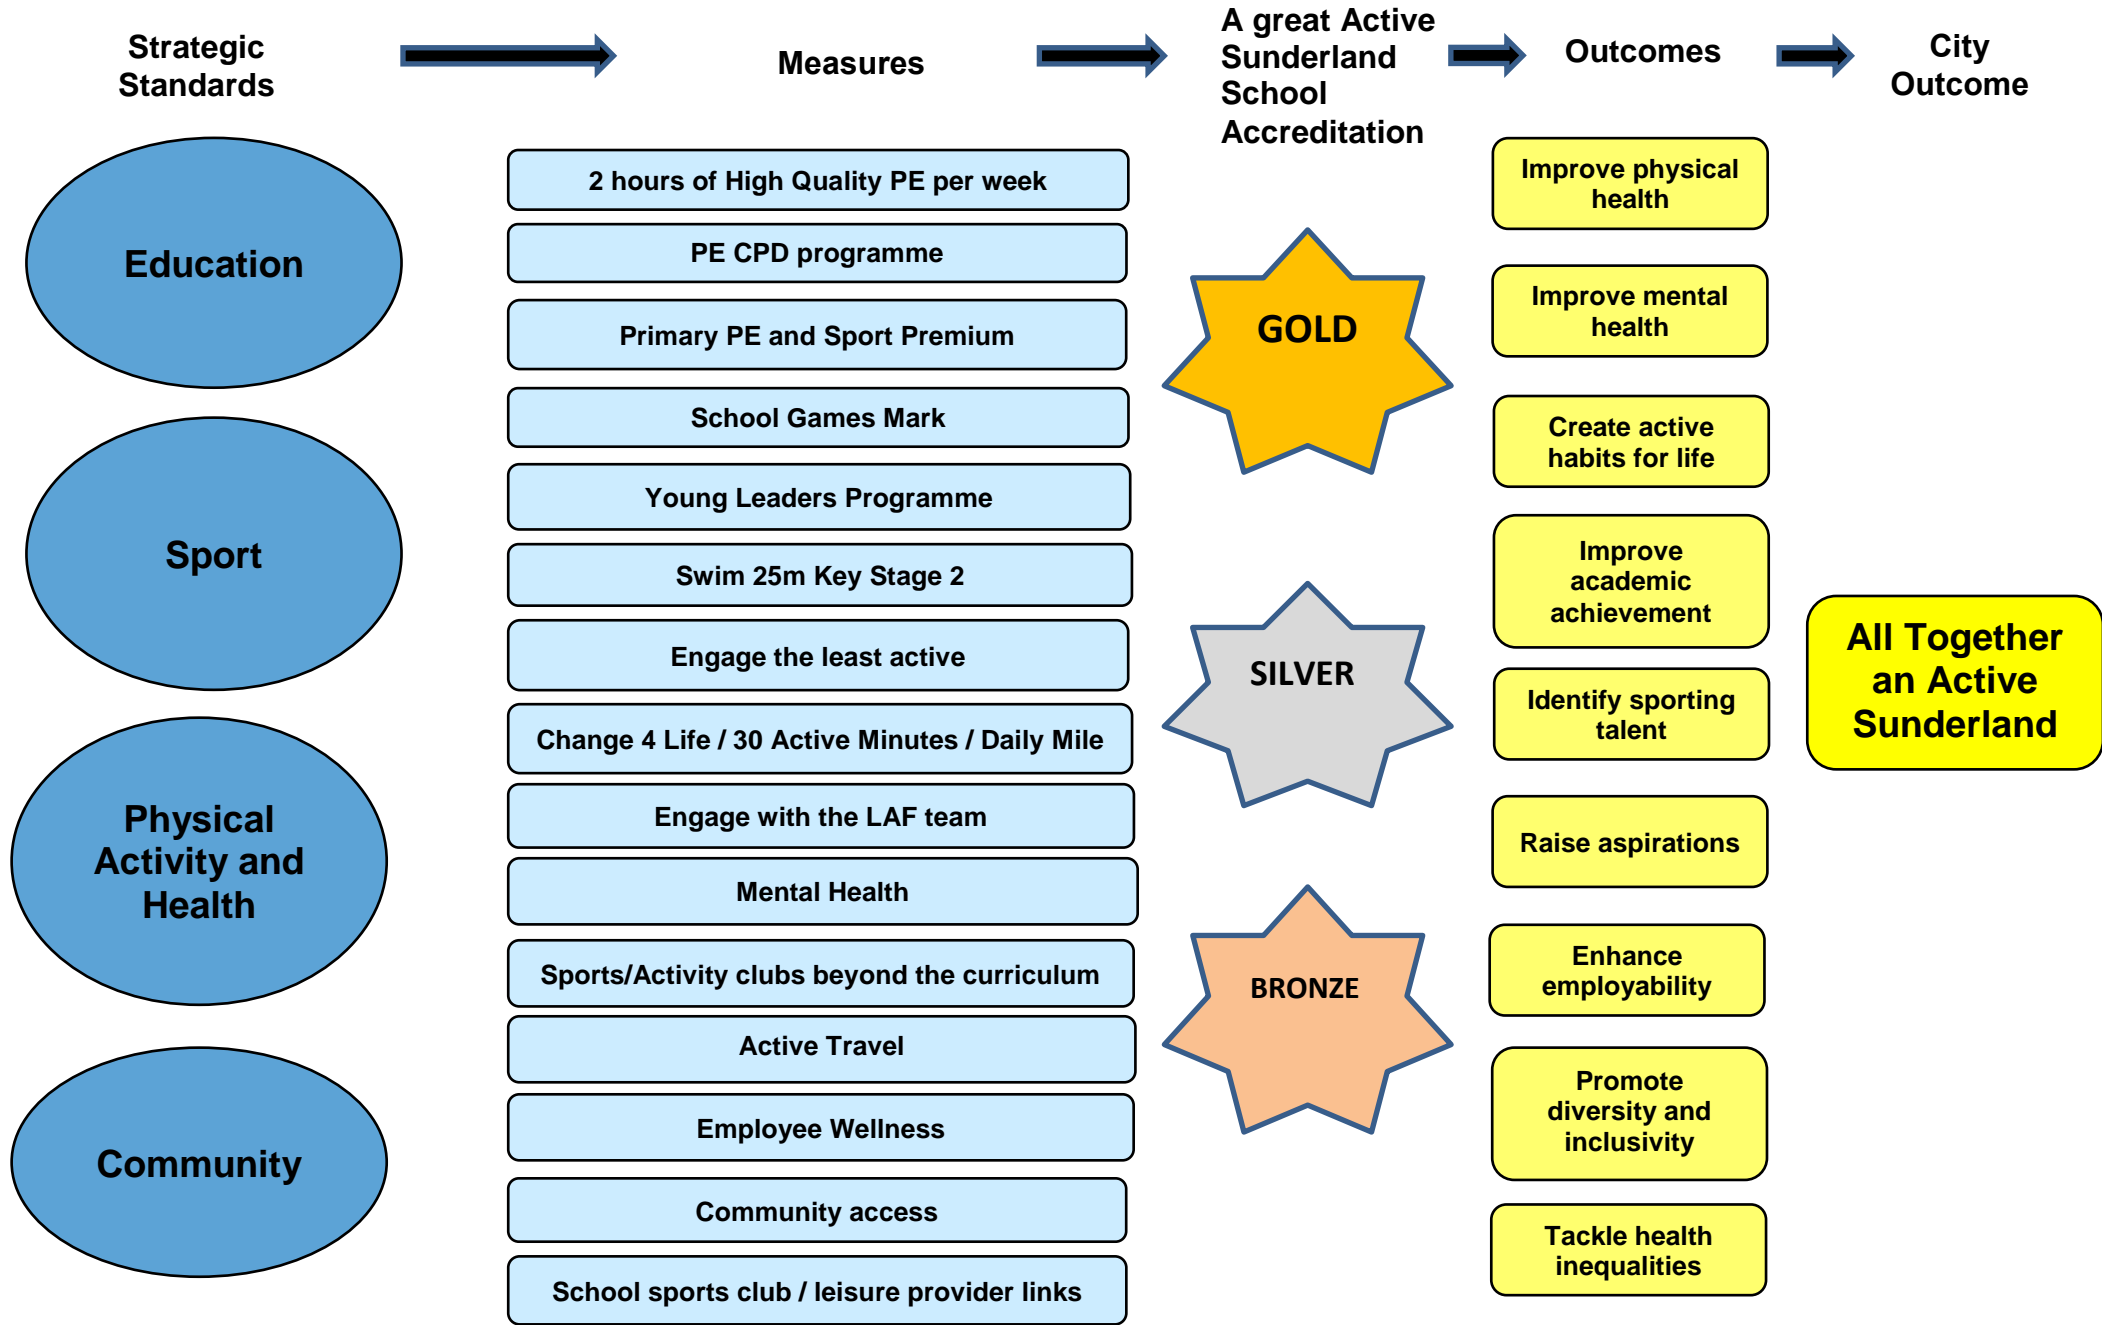 Strategic
Standards
Measures
A great Active
Sunderland
School
Accreditation
Outcomes
City
Outcome
Education
Sport
Physical
Activity and
Health
Community
2 hours of High Quality PE per week
PE CPD programme
Primary PE and Sport Premium
School Games Mark
Young Leaders Programme
Swim 25m Key Stage 2
Engage the least active
Change 4 Life / 30 Active Minutes / Daily Mile
Engage with the LAF team
Mental Health
Sports/Activity clubs beyond the curriculum
Active Travel
Employee Wellness
Community access
School sports club / leisure provider links
GOLD
SILVER
BRONZE
Improve physical
health
Improve mental
health
Create active
habits for life
Improve
academic
achievement
Identify sporting
talent
Raise aspirations
Enhance
employability
Promote
diversity and
inclusivity
Tackle health
inequalities
All Together
an Active
Sunderland